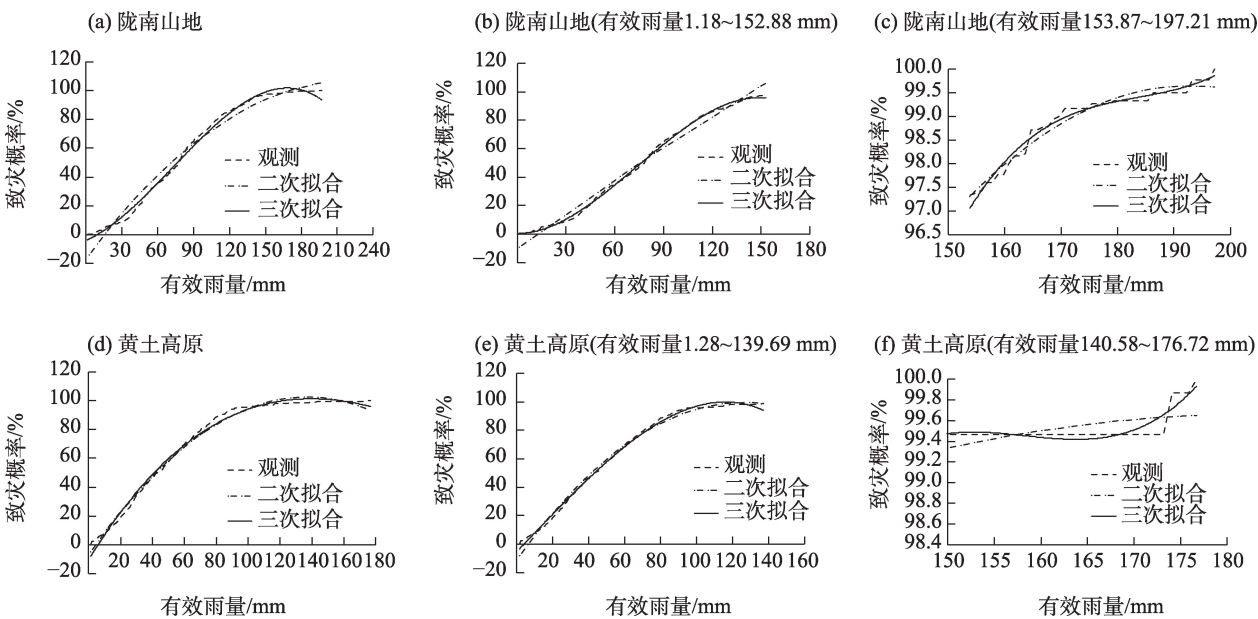 (a) 陇南山地
120
100
80
60
40
20
0
−20
致灾概率/%
观测
二次拟合
三次拟合
30 60 90 120 150 180 210 240
有效雨量/mm
(b) 陇南山地(有效雨量1.18~152.88 mm)
120
100
80
60
40
20
0
−20
致灾概率/%
观测
二次拟合
三次拟合
30 60 90 120 150 180
有效雨量/mm
(c) 陇南山地(有效雨量153.87~197.21 mm)
100.0
99.5
99.0
98.5
98.0
97.5
97.0
96.5
致灾概率/%
观测
二次拟合
三次拟合
150 160 170 180 190 200
有效雨量/mm
(d) 黄土高原
120
100
80
60
40
20
0
−20
致灾概率/%
观测
二次拟合
三次拟合
20 40 60 80 100 120 140 160 180
有效雨量/mm
(e) 黄土高原(有效雨量1.28~139.69 mm)
120
100
80
60
40
20
0
−20
致灾概率/%
观测
二次拟合
三次拟合
20 40 60 80 100 120 140 160
有效雨量/mm
(f) 黄土高原(有效雨量140.58~176.72 mm)
100.0
99.8
99.6
99.4
99.2
99.0
98.8
98.6
98.4
致灾概率/%
观测
二次拟合
三次拟合
150 155 160 165 170 175 180
有效雨量/mm